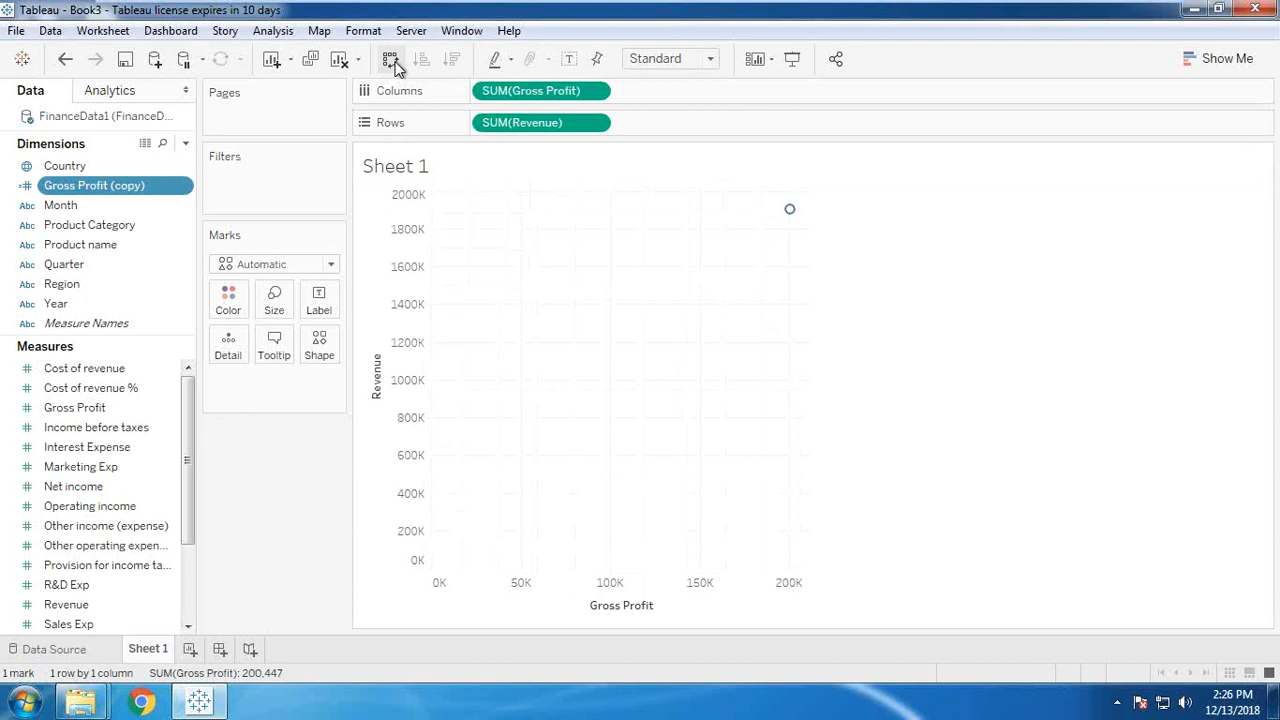 Tableau - Book3 - Tableau license expires in 10 days
File Data Worksheet Dashboard Story Analysis Map Format Server Window Help
Standard
Show Me
Data Analytics
Pages
Columns SUM(Gross Profit)
FinanceData1 (FinanceD...
Rows SUM(Revenue)
Dimensions
Filters
Country
Sheet 1
Gross Profit (copy)
Abc Month
Abc Product Category
Abc Product name
Abc Quarter
Abc Region
Abc Year
Abc Measure Names
Marks
Automatic
Color Size Label
Detail Tooltip Shape
Measures
Cost of revenue
Cost of revenue %
Gross Profit
Income before taxes
Interest Expense
Marketing Exp
Net income
Operating income
Other income (expense)
Other operating expen...
Provision for income ta...
R&D Exp
Revenue
Sales Exp
2000K
1800K
1600K
1400K
1200K
1000K
800K
600K
400K
200K
0K
Revenue
0K 50K 100K 150K 200K
Gross Profit
Data Source Sheet 1
1 mark 1 row by 1 column SUM(Gross Profit): 200.447
2:26 PM
12/13/2018